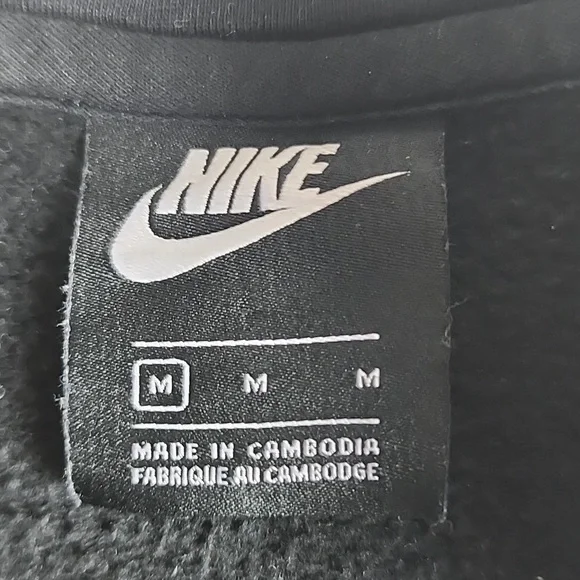 NIKE
M M M
MADE IN CAMBODIA
FABRIQUE AU CAMBODGE